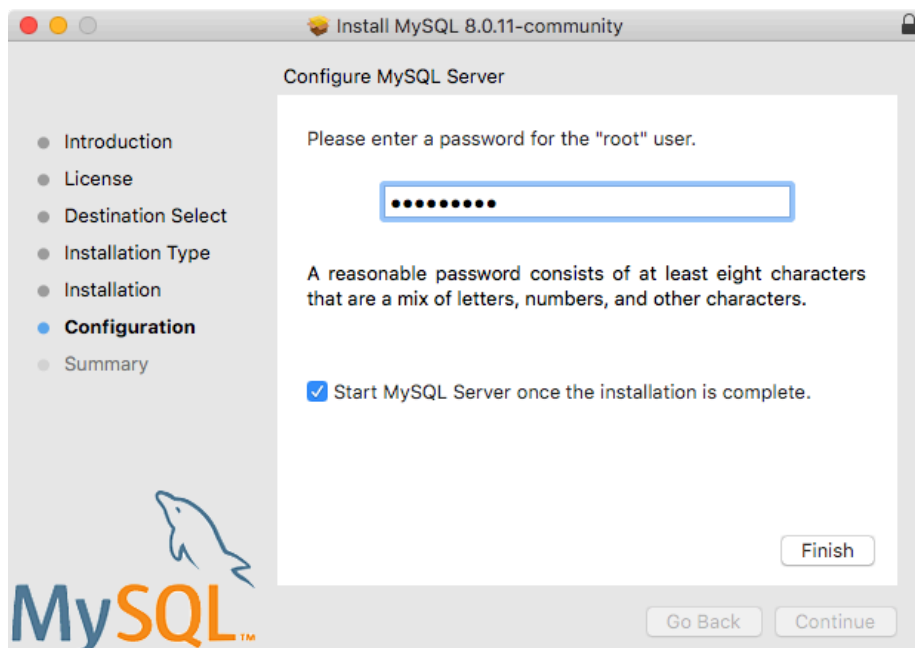 Install MySQL 8.0.11-community
Configure MySQL Server
Introduction
License
Destination Select
Installation Type
Installation
Configuration
Summary
Please enter a password for the "root" user.
•••••••••
A reasonable password consists of at least eight characters
that are a mix of letters, numbers, and other characters.
Start MySQL Server once the installation is complete.
Finish
MySQL™
Go Back
Continue